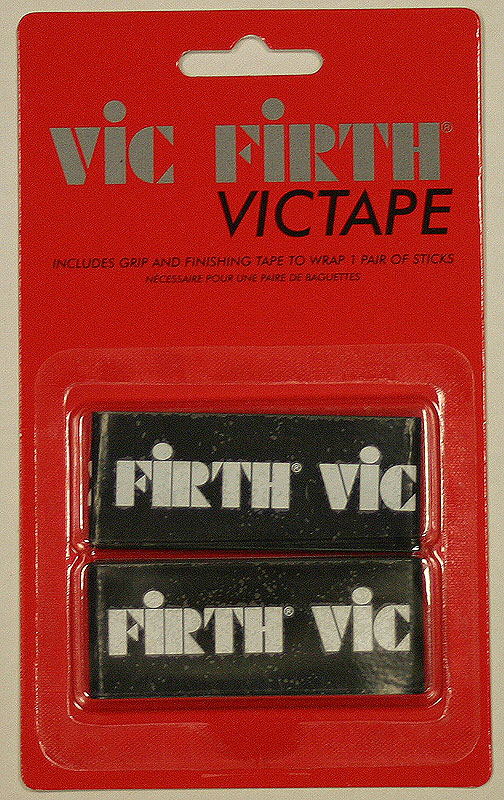 VIC FIRTH®
VICTAPE
INCLUDES GRIP AND FINISHING TAPE TO WRAP 1 PAIR OF STICKS
NÉCESSAIRE POUR UNE PAIRE DE BAGUETTES
FIRTH® VIC
FIRTH® VIC